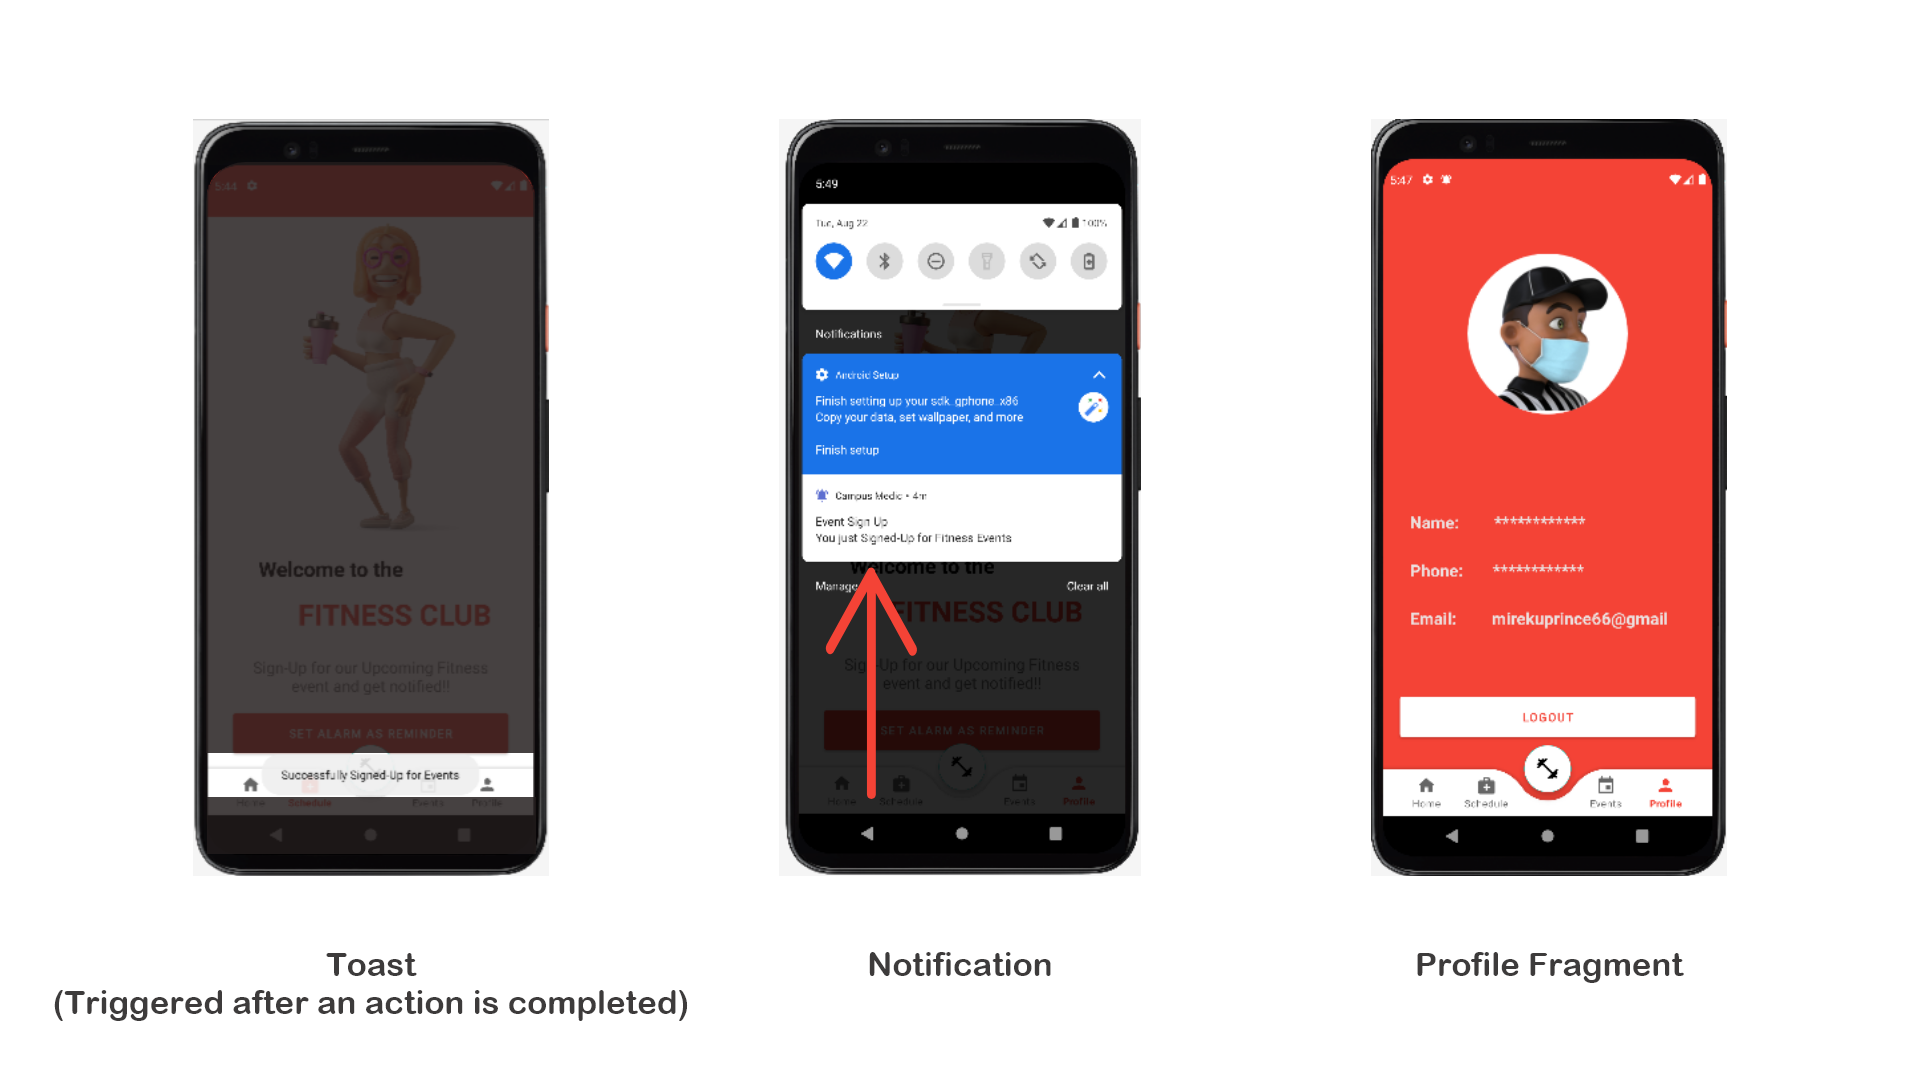 5:44
Welcome to the
FITNESS CLUB
Sign-Up for our Upcoming Fitness
event and get notified!!
SET ALARM AS REMINDER
Successfully Signed-Up for Events
Home Schedule Events Profile
Toast
(Triggered after an action is completed)
5:49
Tue, Aug 22 100%
Notifications
Android Setup
Finish setting up your sdk_gphone_x86
Copy your data, set wallpaper, and more
Finish setup
Campus Medic • 4m
Event Sign Up
You just Signed-Up for Fitness Events
Welcome to the
Manage Clear all
FITNESS CLUB
Sign-Up for our Upcoming Fitness
event and get notified!!
SET ALARM AS REMINDER
Home Schedule Events Profile
Notification
5:47
Name: ************
Phone: ************
Email: mirekuprince66@gmail
LOGOUT
Home Schedule Events Profile
Profile Fragment